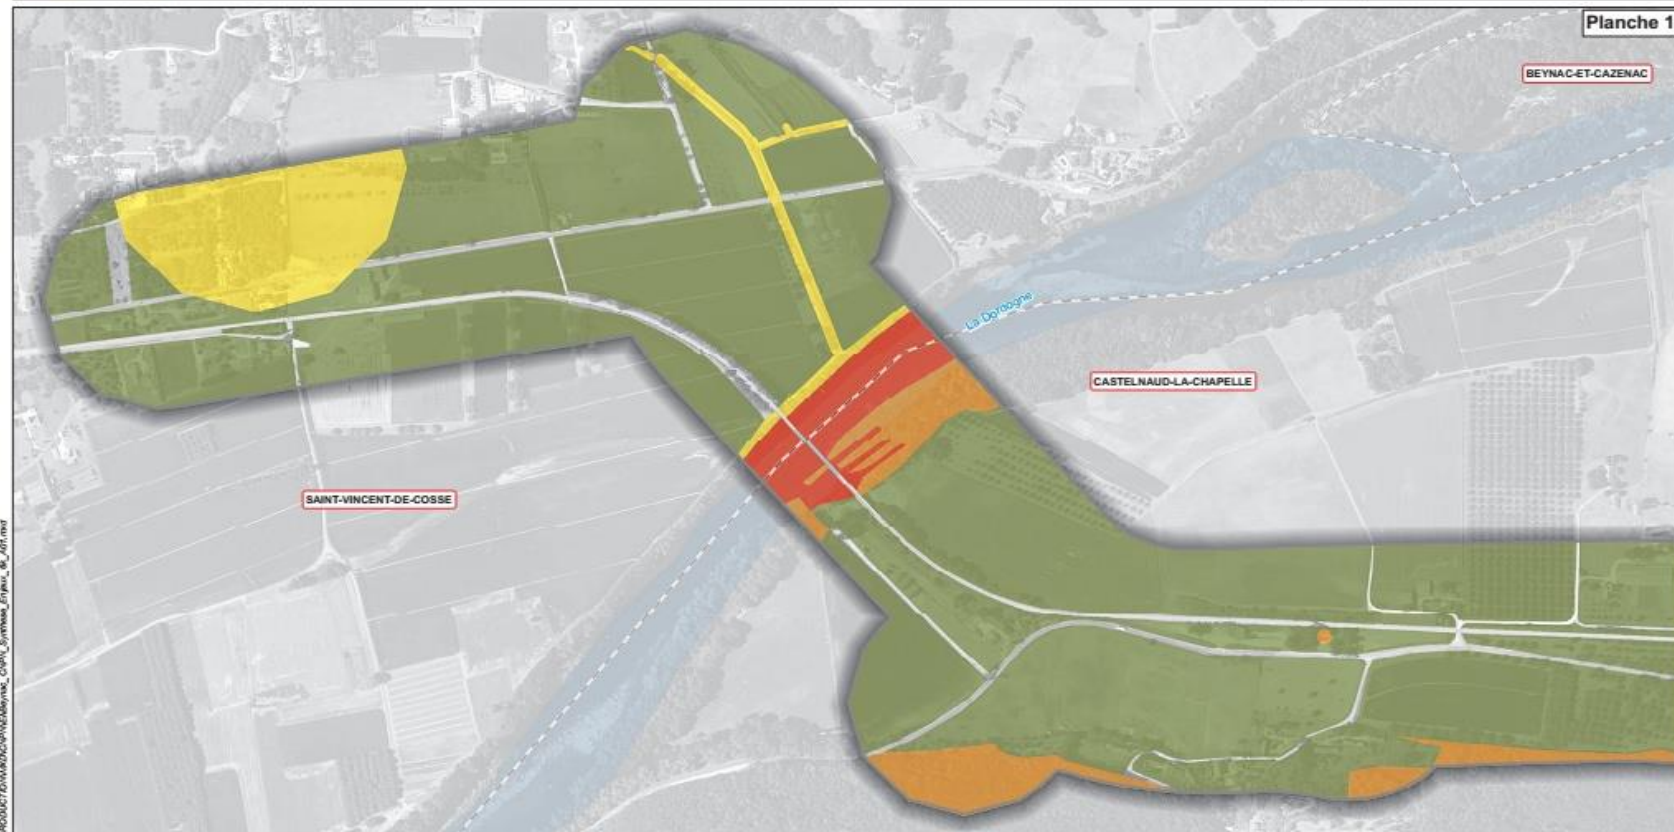 Planche 1
BEYNAC-ET-CAZENAC
La Dordogne
CASTELNAUD-LA-CHAPELLE
SAINT-VINCENT-DE-COSSE